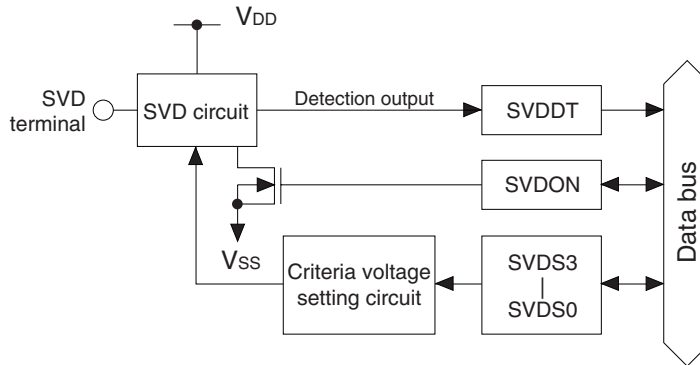 VDD
SVD
terminal
SVD circuit
Detection output
SVDDT
SVDON
VSS
Criteria voltage
setting circuit
SVDS3
|
SVDS0
Data bus